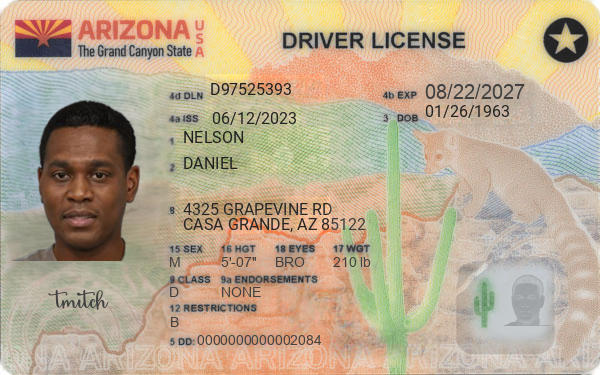 ARIZONA USA
The Grand Canyon State
DRIVER LICENSE
4d DLN D97525393
4b EXP 08/22/2027
4a ISS 06/12/2023
3 DOB 01/26/1963
1 NELSON
2 DANIEL
8 4325 GRAPEVINE RD
CASA GRANDE, AZ 85122
15 SEX 16 HGT 18 EYES 17 WGT
M 5'-07" BRO 210 lb
9 CLASS 9a ENDORSEMENTS
D NONE
tmitch
12 RESTRICTIONS
B
5 DD: 0000000000002084
ARIZONA ARIZONA ARIZONA ARIZONA